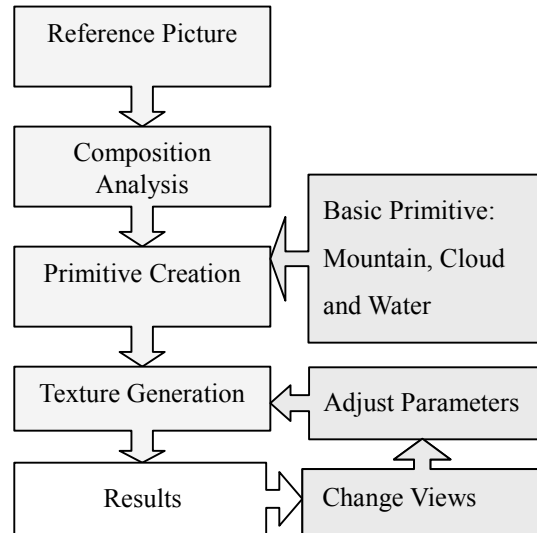 Reference Picture
Composition
Analysis
Primitive Creation
Basic Primitive:
Mountain, Cloud
and Water
Texture Generation
Adjust Parameters
Results
Change Views